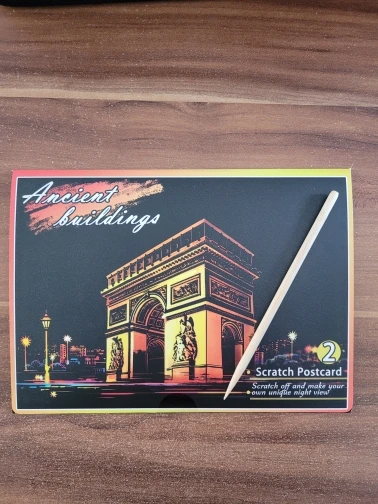 Ancient
buildings
2
Scratch Postcard
Scratch off and make your
own unique night view!